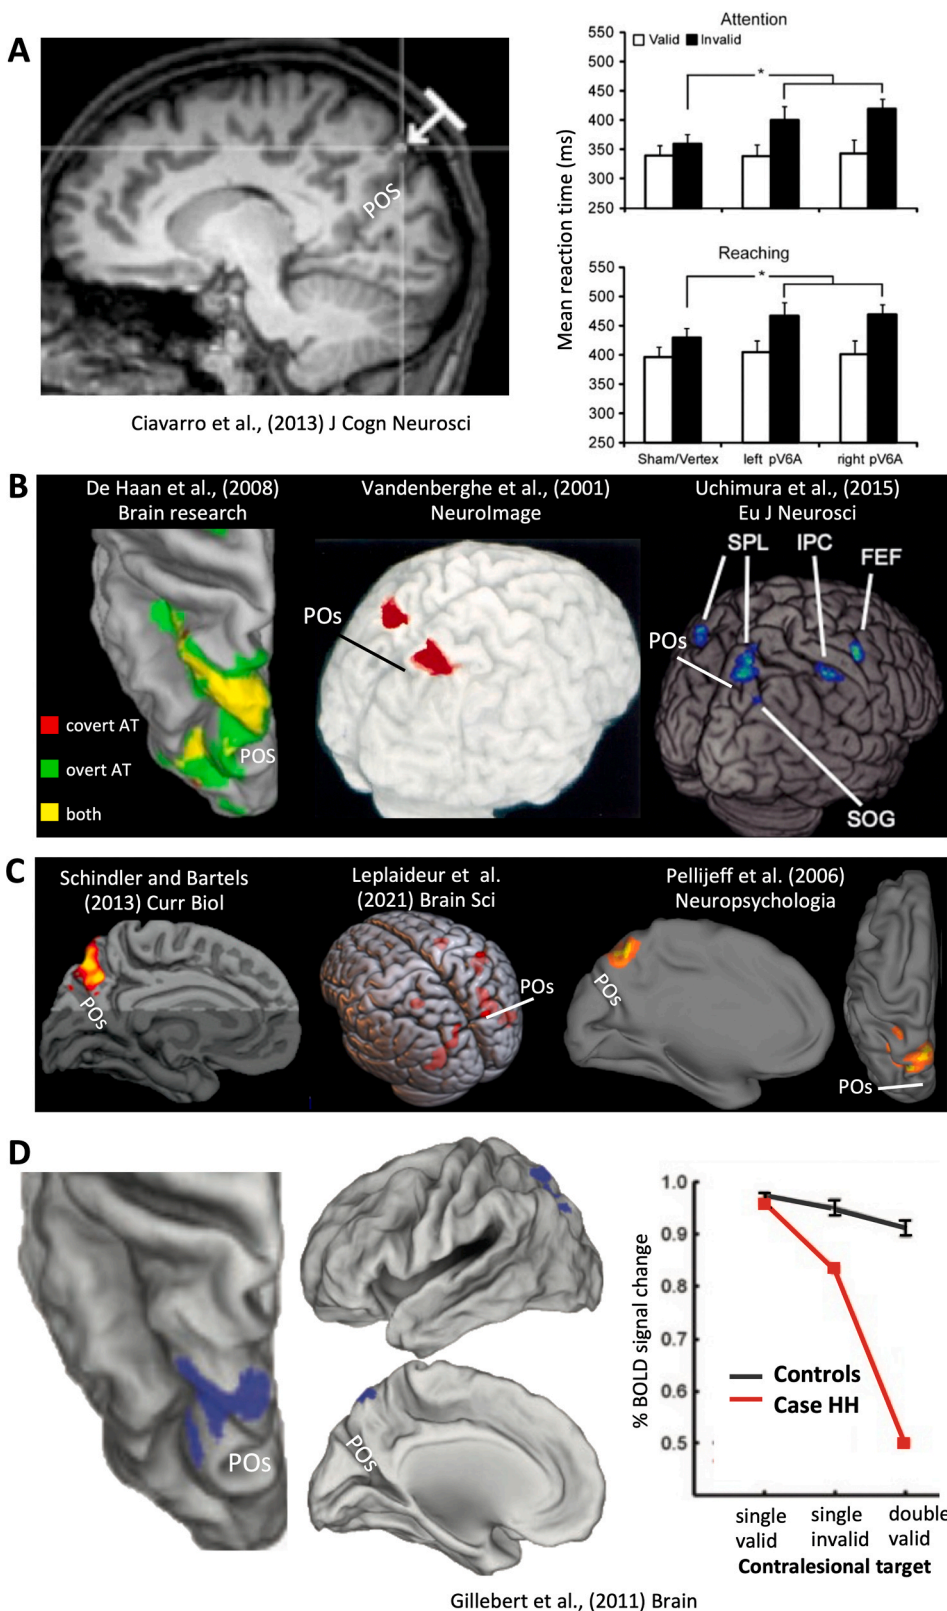 A
POS
Ciavarro et al., (2013) J Cogn Neurosci
Attention
Valid Invalid
550
500
450
400
350
300
250
*
Mean reaction time (ms)
Reaching
550
500
450
400
350
300
250
*
Sham/Vertex left pV6A right pV6A
B
De Haan et al., (2008)
Brain research
POS
covert AT
overt AT
both
Vandenberghe et al., (2001)
NeuroImage
POs
Uchimura et al., (2015)
Eu J Neurosci
SPL IPC FEF
POs
SOG
C
Schindler and Bartels
(2013) Curr Biol
POs
Leplaideur et al.
(2021) Brain Sci
POs
Pellijeff et al. (2006)
Neuropsychologia
POs
POs
D
POs
POs
% BOLD signal change
1.0
0.9
0.8
0.7
0.6
0.5
Controls
Case HH
single valid
single invalid
double valid
Contralesional target
Gillebert et al., (2011) Brain